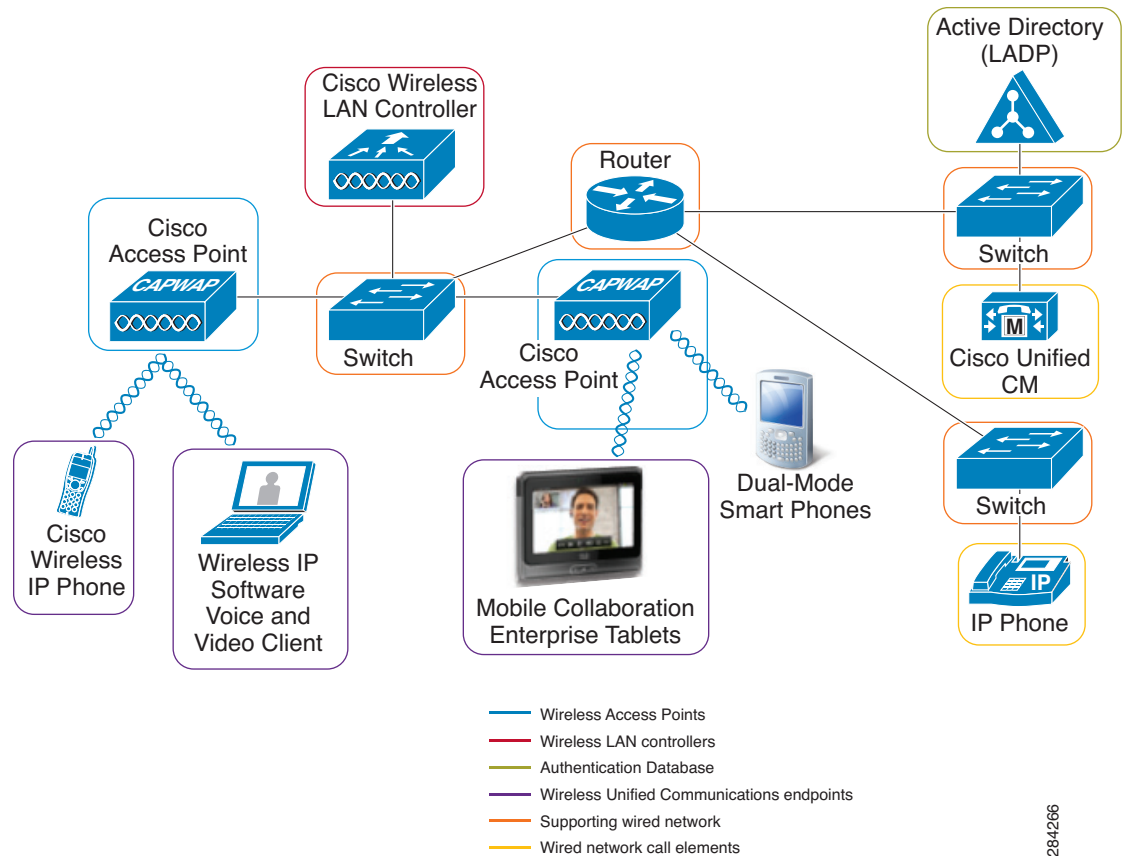 Active Directory
(LADP)
Cisco Wireless
LAN Controller
Router
Cisco
Access Point
Switch
CAPWAP
CAPWAP
Switch
Cisco
Access Point
M
Cisco Unified
CM
Switch
Dual-Mode
Smart Phones
Cisco
Wireless
IP Phone
Wireless IP
Software
Voice and
Video Client
Mobile Collaboration
Enterprise Tablets
IP
IP Phone
Wireless Access Points
Wireless LAN controllers
Authentication Database
Wireless Unified Communications endpoints
Supporting wired network
Wired network call elements
284266